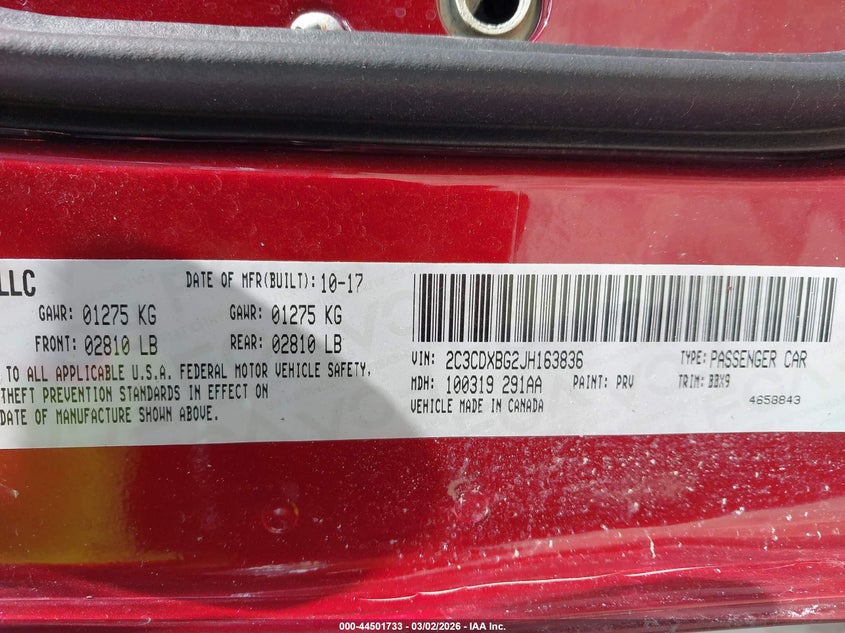 LLC
DATE OF MFR(BUILT): 10-17
GAWR: 01275 KG GAWR: 01275 KG
FRONT: 02810 LB REAR: 02810 LB
TO ALL APPLICABLE U.S.A. FEDERAL MOTOR VEHICLE SAFETY,
THEFT PREVENTION STANDARDS IN EFFECT ON
DATE OF MANUFACTURE SHOWN ABOVE.
VIN: 2C3CDXBG2JH163836 TYPE: PASSENGER CAR
MDH: 100319 291AA PAINT: PRV TRIM: BBX9
VEHICLE MADE IN CANADA 4658843
000-44501733 — 03/02/2026 — IAA Inc.